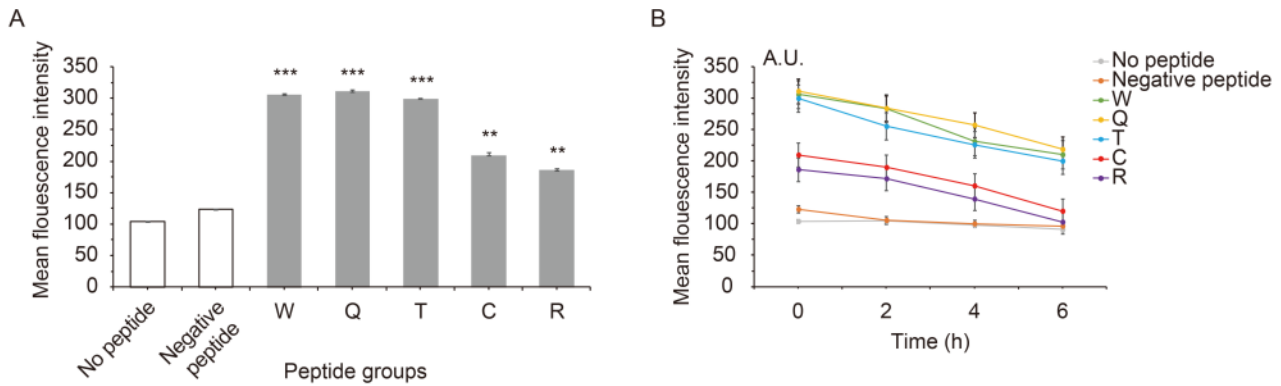 A
Mean flouescence intensity
350
300
250
200
150
100
50
0
***
***
***
**
**
No peptide
Negative
peptide
W
Q
T
C
R
Peptide groups
B
A.U.
Mean flouescence intensity
350
300
250
200
150
100
50
0
0
2
4
6
Time (h)
No peptide
Negative peptide
W
Q
T
C
R